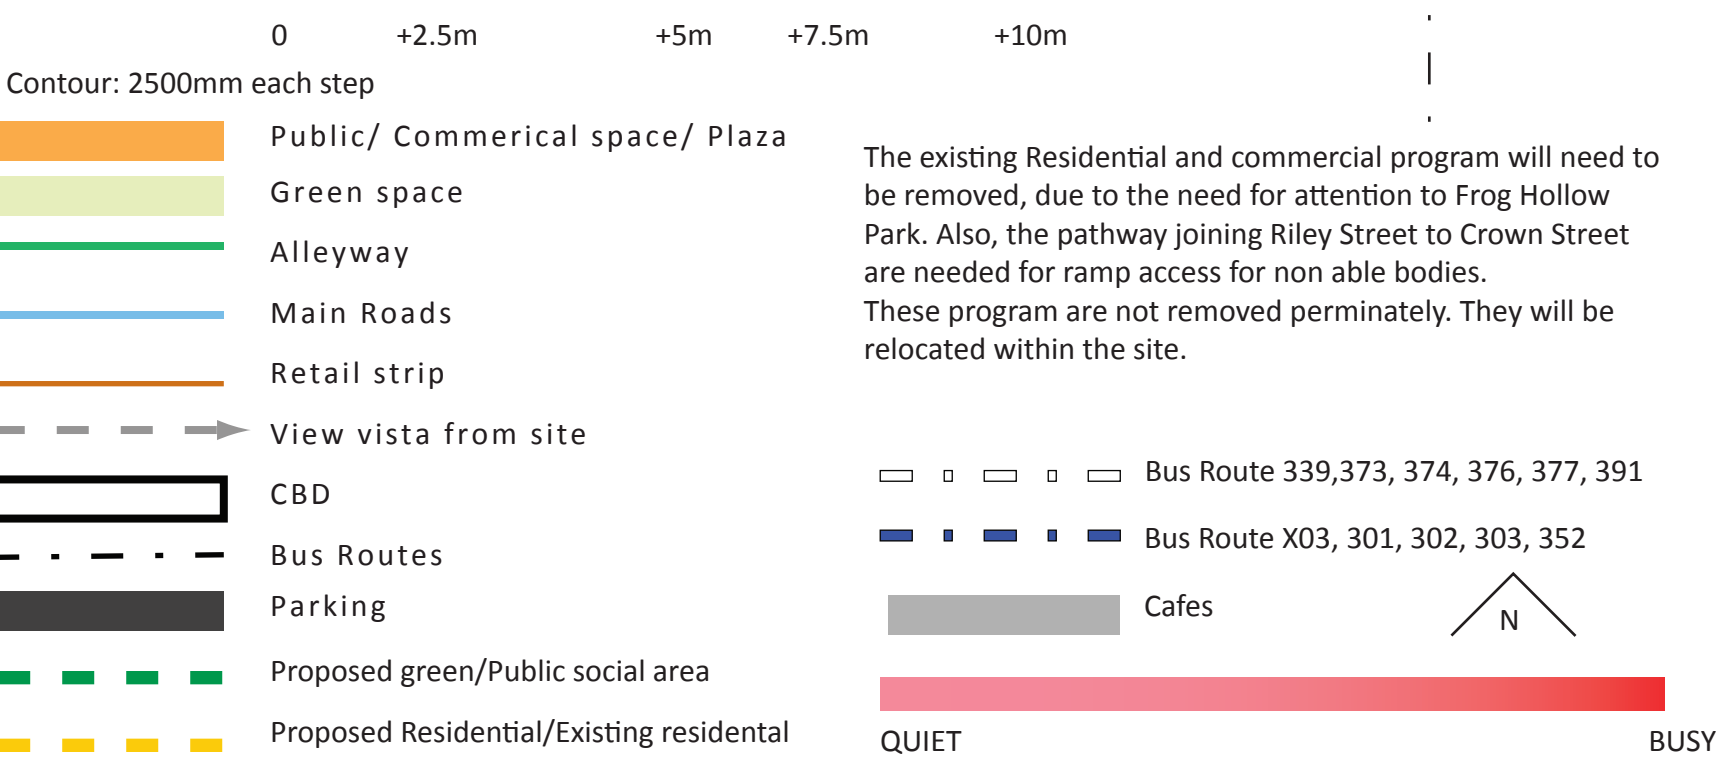 0 +2.5m +5m +7.5m +10m
Contour: 2500mm each step
Public/ Commerical space/ Plaza
Green space
Alleyway
Main Roads
Retail strip
View vista from site
CBD
Bus Routes
Parking
Proposed green/Public social area
Proposed Residential/Existing residental
The existing Residential and commercial program will need to
be removed, due to the need for attention to Frog Hollow
Park. Also, the pathway joining Riley Street to Crown Street
are needed for ramp access for non able bodies.
These program are not removed perminately. They will be
relocated within the site.
Bus Route 339,373, 374, 376, 377, 391
Bus Route X03, 301, 302, 303, 352
Cafes
N
QUIET BUSY